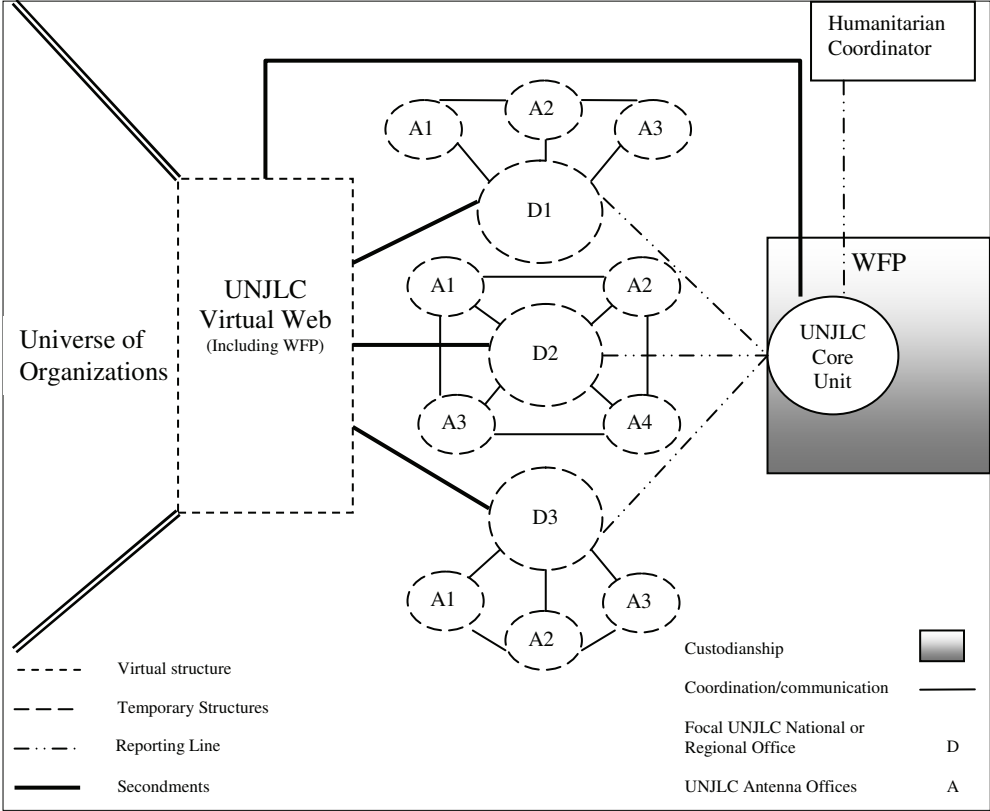 Humanitarian
Coordinator
A1
A2
A3
D1
WFP
UNJLC
Virtual Web
(Including WFP)
A1
A2
D2
A3
A4
UNJLC
Core
Unit
Universe of
Organizations
D3
A1
A2
A3
Virtual structure
Temporary Structures
Reporting Line
Secondments
Custodianship
Coordination/communication
Focal UNJLC National or
Regional Office D
UNJLC Antenna Offices A